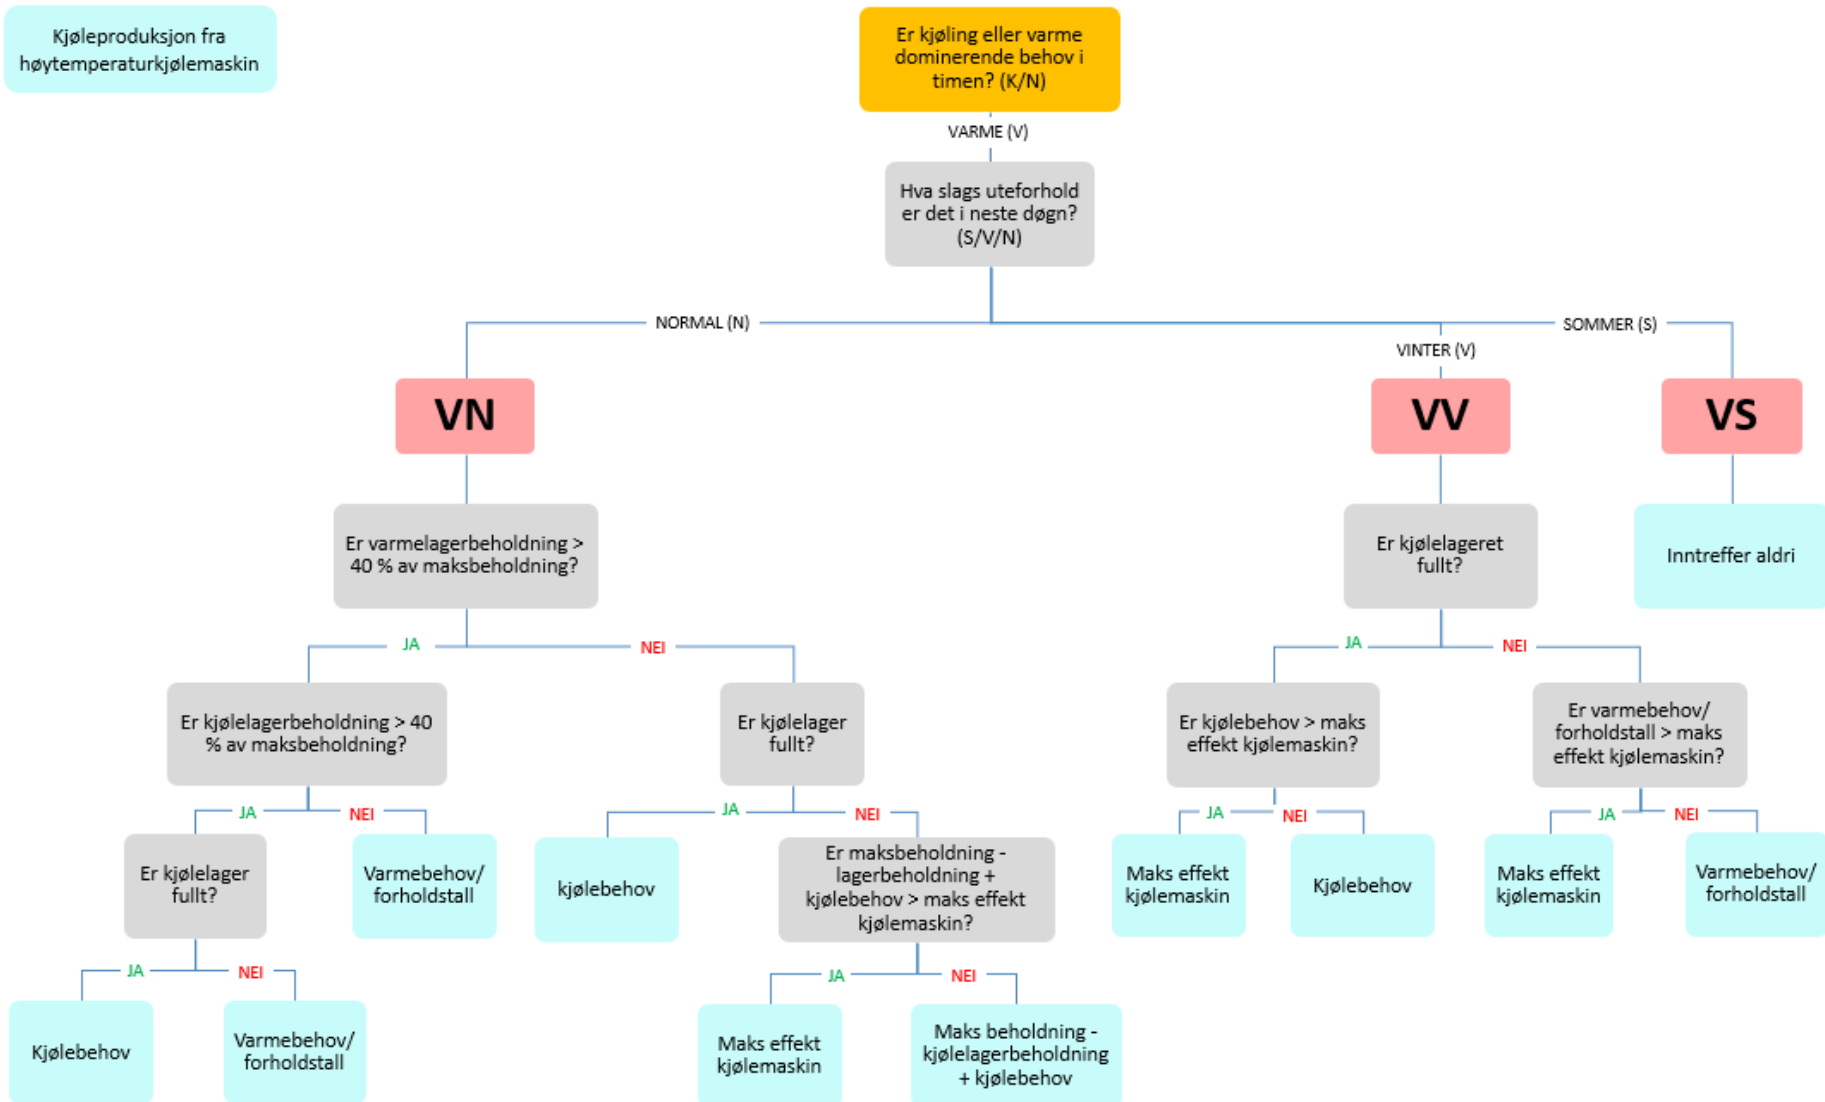 Kjøleproduksjon fra
høytemperaturkjølemaskin
Er kjøling eller varme
dominerende behov i
timen? (K/N)
VARME (V)
Hva slags uteforhold
er det i neste døgn?
(S/V/N)
NORMAL (N)
SOMMER (S)
VINTER (V)
VN
VV
VS
Er varmelagerbeholdning >
40 % av maksbeholdning?
Er kjølelageret
fullt?
Inntreffer aldri
JA
NEI
JA
NEI
Er kjølelagerbeholdning > 40
% av maksbeholdning?
Er kjølelager
fullt?
Er kjølebehov > maks
effekt kjølemaskin?
Er varmebehov/
forholdstall > maks
effekt kjølemaskin?
JA
NEI
JA
NEI
JA
NEI
JA
NEI
Er kjølelager
fullt?
Varmebehov/
forholdstall
kjølebehov
Er maksbeholdning -
lagerbeholdning +
kjølebehov > maks effekt
kjølemaskin?
Maks effekt
kjølemaskin
Kjølebehov
Maks effekt
kjølemaskin
Varmebehov/
forholdstall
JA
NEI
JA
NEI
Kjølebehov
Varmebehov/
forholdstall
Maks effekt
kjølemaskin
Maks beholdning -
kjølelagerbeholdning
+ kjølebehov